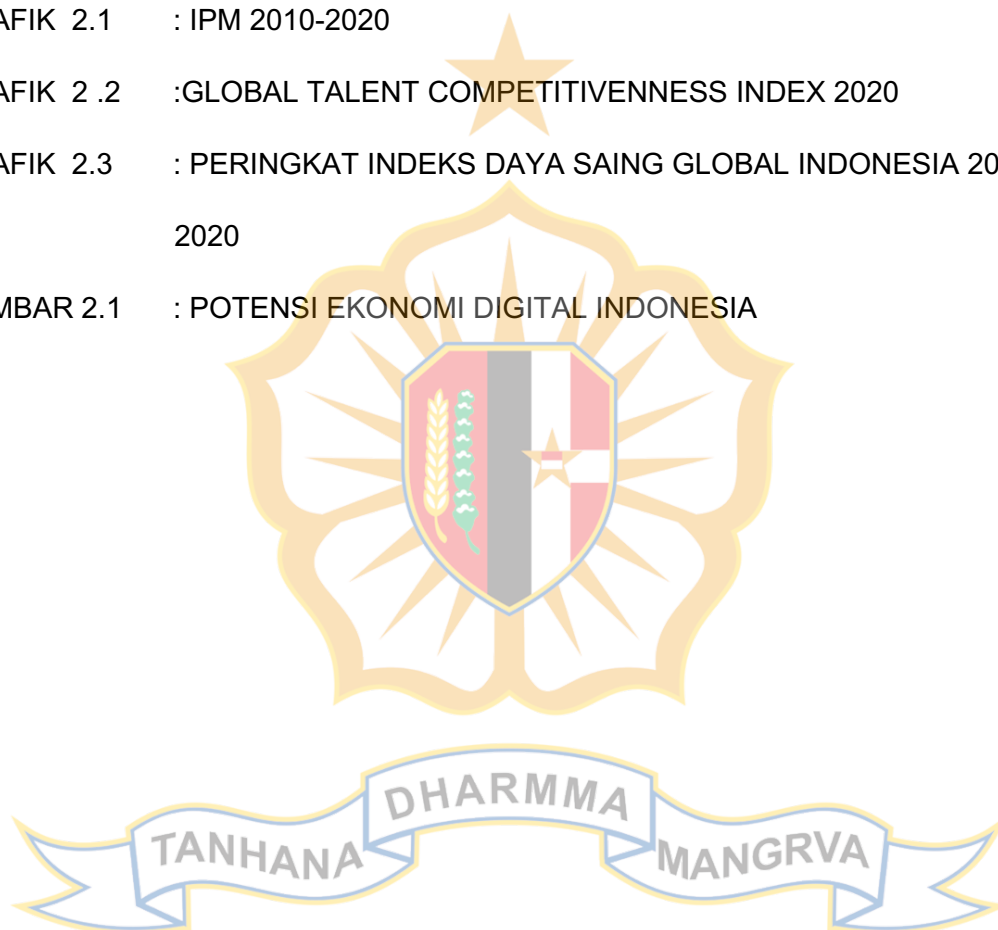 AFIK 2.1 : IPM 2010-2020
AFIK 2 .2 :GLOBAL TALENT COMPETITIVENNESS INDEX 2020
AFIK 2.3 : PERINGKAT INDEKS DAYA SAING GLOBAL INDONESIA 20
2020
MBAR 2.1 : POTENSI EKONOMI DIGITAL INDONESIA
TANHANA DHARMMA MANGRVA